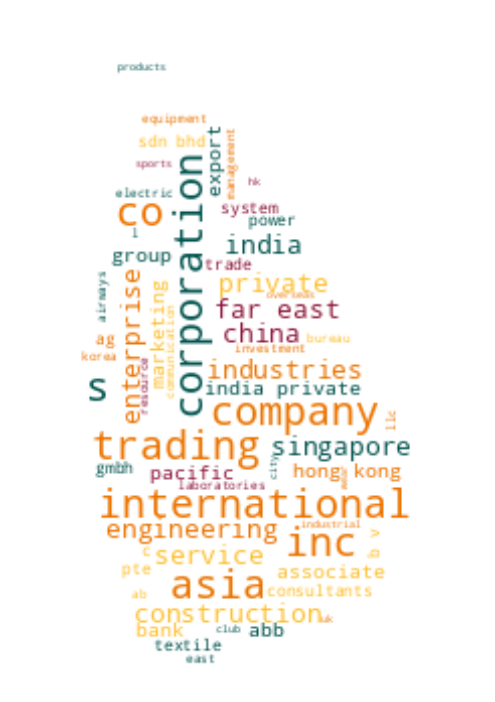 products
equipment
sdn bhd
export
management
sports
hk
electric
corporation
co
system
power
l
india
group
trade
airways
enterprise
marketing
private
overseas
communication
far east
china
ag
bureau
korea
investment
resource
industries
s
india private
company
llc
trading
singapore
gmbh
pacific
city
hong kong
laboratories
international
engineering
industrial
inc
v
c
service
b
pte
asia
associate
ab
consultants
construction
uk
bank
club
abb
textile
east